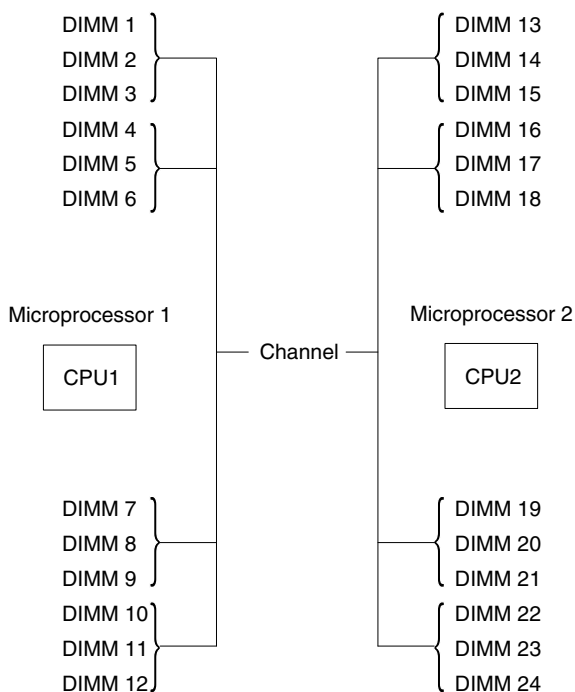 DIMM 1
DIMM 2
DIMM 3
DIMM 4
DIMM 5
DIMM 6
Microprocessor 1
CPU1
DIMM 7
DIMM 8
DIMM 9
DIMM 10
DIMM 11
DIMM 12
Channel
DIMM 13
DIMM 14
DIMM 15
DIMM 16
DIMM 17
DIMM 18
Microprocessor 2
CPU2
DIMM 19
DIMM 20
DIMM 21
DIMM 22
DIMM 23
DIMM 24